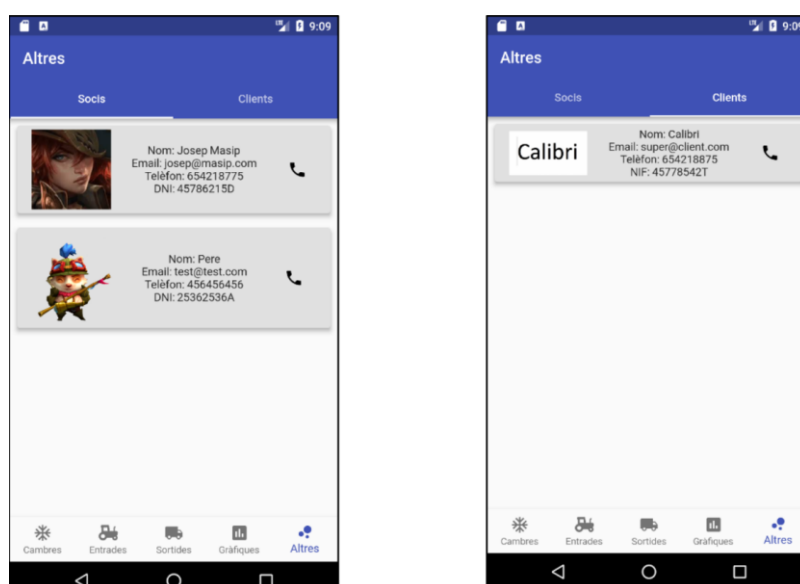 9:09
Altres
Socis Clients
Nom: Josep Masip
Email: josep@masip.com
Telèfon: 654218775
DNI: 45786215D
Nom: Pere
Email: test@test.com
Telèfon: 456456456
DNI: 25362536A
Cambres Entrades Sortides Gràfiques Altres
9:09
Altres
Socis Clients
Calibri
Nom: Calibri
Email: super@client.com
Telèfon: 654218875
NIF: 45778542T
Cambres Entrades Sortides Gràfiques Altres